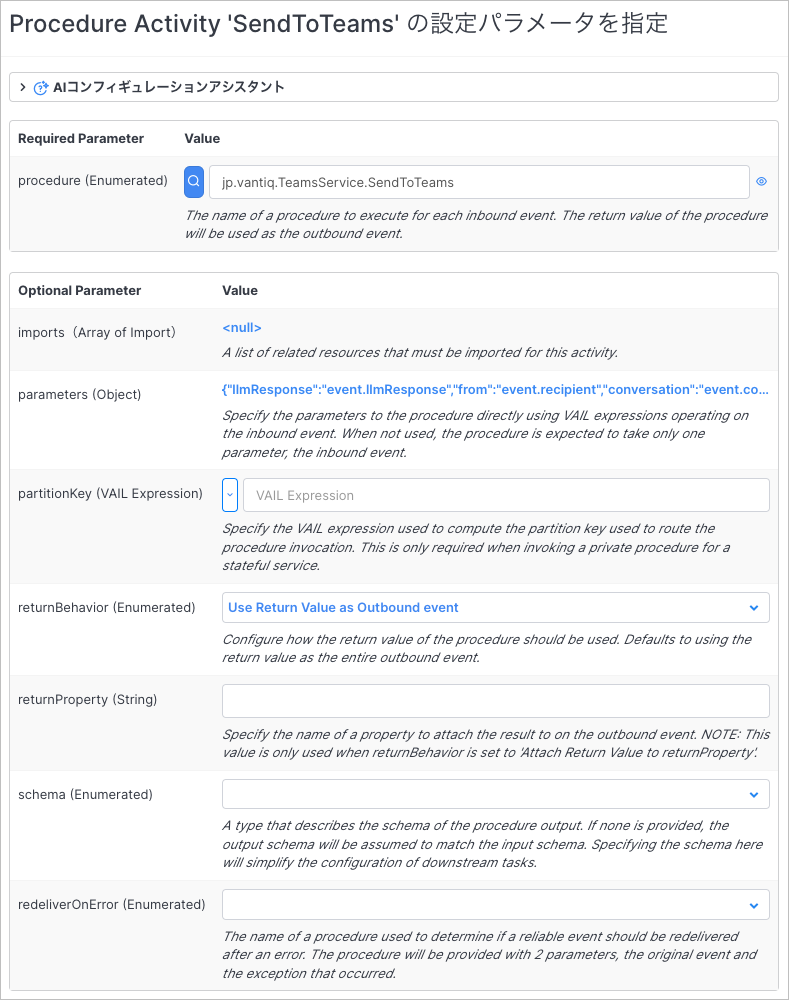 Procedure Activity 'SendToTeams' の設定パラメータを指定
AIコンフィギュレーションアシスタント
Required Parameter Value
procedure (Enumerated) jp.vantiq.TeamsService.SendToTeams
The name of a procedure to execute for each inbound event. The return value of the procedure
will be used as the outbound event.
Optional Parameter Value
imports（Array of Import） <null>
A list of related resources that must be imported for this activity.
parameters (Object) {"llmResponse":"event.llmResponse","from":"event.recipient","conversation":"event.co...
Specify the parameters to the procedure directly using VAIL expressions operating on
the inbound event. When not used, the procedure is expected to take only one
parameter, the inbound event.
partitionKey (VAIL Expression) VAIL Expression
Specify the VAIL expression used to compute the partition key used to route the
procedure invocation. This is only required when invoking a private procedure for a
stateful service.
returnBehavior (Enumerated) Use Return Value as Outbound event
Configure how the return value of the procedure should be used. Defaults to using the
return value as the entire outbound event.
returnProperty (String)
Specify the name of a property to attach the result to on the outbound event. NOTE: This
value is only used when returnBehavior is set to 'Attach Return Value to returnProperty'.
schema (Enumerated)
A type that describes the schema of the procedure output. If none is provided, the
output schema will be assumed to match the input schema. Specifying the schema here
will simplify the configuration of downstream tasks.
redeliverOnError (Enumerated)
The name of a procedure used to determine if a reliable event should be redelivered
after an error. The procedure will be provided with 2 parameters, the original event and
the exception that occurred.